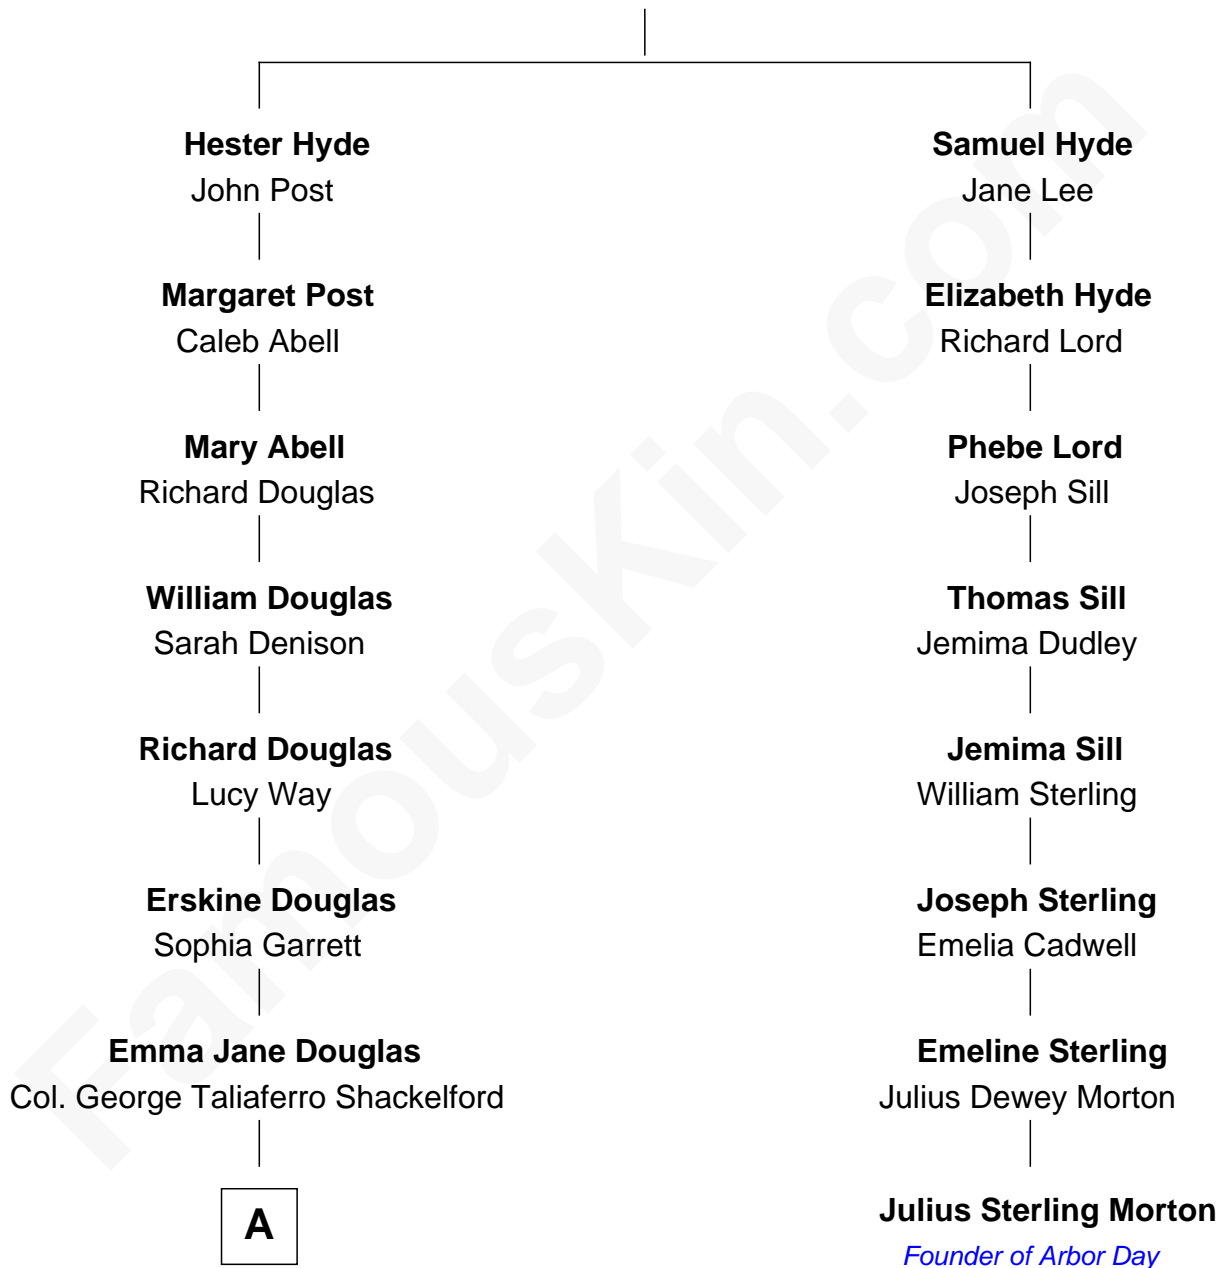 Hester Hyde
John Post
Samuel Hyde
Jane Lee
Margaret Post
Caleb Abell
Elizabeth Hyde
Richard Lord
Mary Abell
Richard Douglas
Phebe Lord
Joseph Sill
William Douglas
Sarah Denison
Thomas Sill
Jemima Dudley
Richard Douglas
Lucy Way
Jemima Sill
William Sterling
Erskine Douglas
Sophia Garrett
Joseph Sterling
Emelia Cadwell
Emma Jane Douglas
Col. George Taliaferro Shackelford
Emeline Sterling
Julius Dewey Morton
A
Julius Sterling Morton
Founder of Arbor Day
FamousKin.com